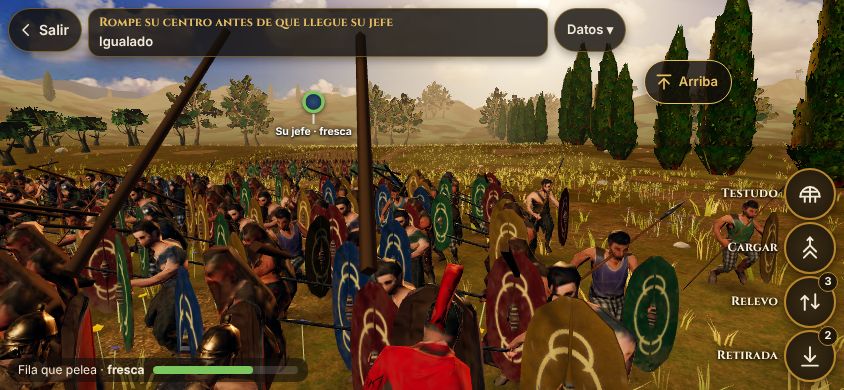 Salir
ROMPE SU CENTRO ANTES DE QUE LLEGUE SU JEFE
Igualado
Datos ▾
Arriba
Su jefe · fresca
TESTUDO
CARGAR
3
RELEVO
2
RETIRADA
Fila que pelea · fresca